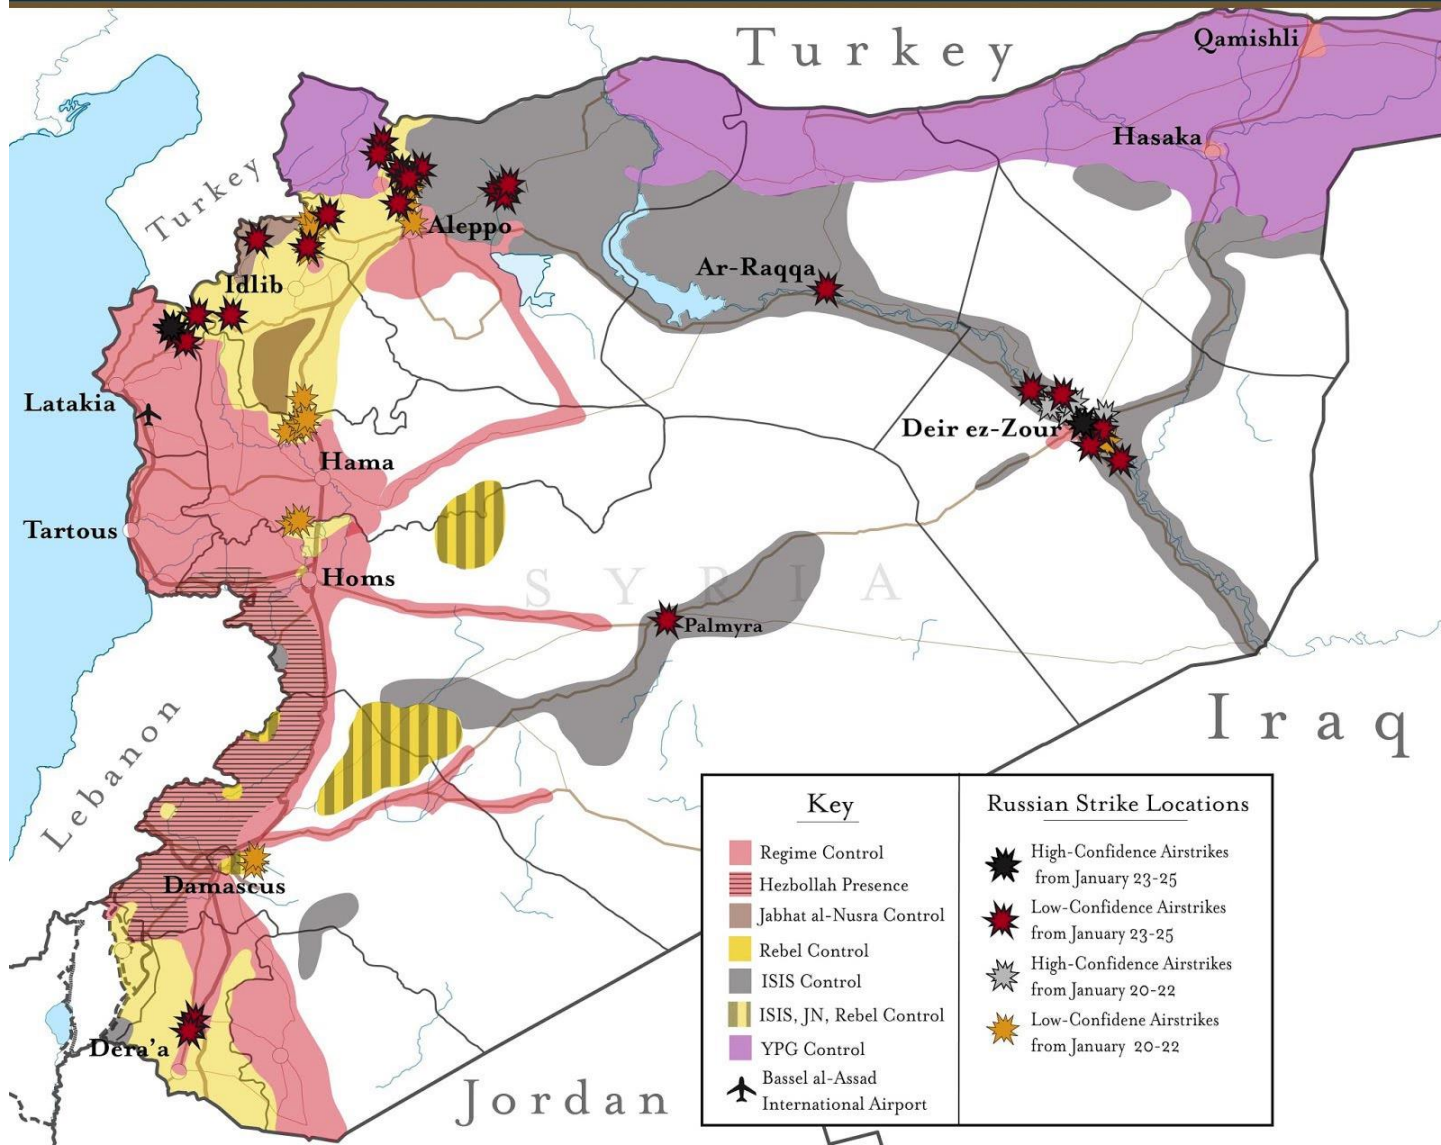 Turkey
Qamishli
Hasaka
Turkey
Aleppo
Ar-Raqqa
Idlib
Latakia
Deir ez-Zour
Hama
Tartous
Homs
SYRIA
Palmyra
Iraq
Lebanon
Damascus
Dera'a
Jordan
Key
Regime Control
Hezbollah Presence
Jabhat al-Nusra Control
Rebel Control
ISIS Control
ISIS, JN, Rebel Control
YPG Control
Bassel al-Assad
International Airport
Russian Strike Locations
High-Confidence Airstrikes
from January 23-25
Low-Confidence Airstrikes
from January 23-25
High-Confidence Airstrikes
from January 20-22
Low-Confidene Airstrikes
from January 20-22